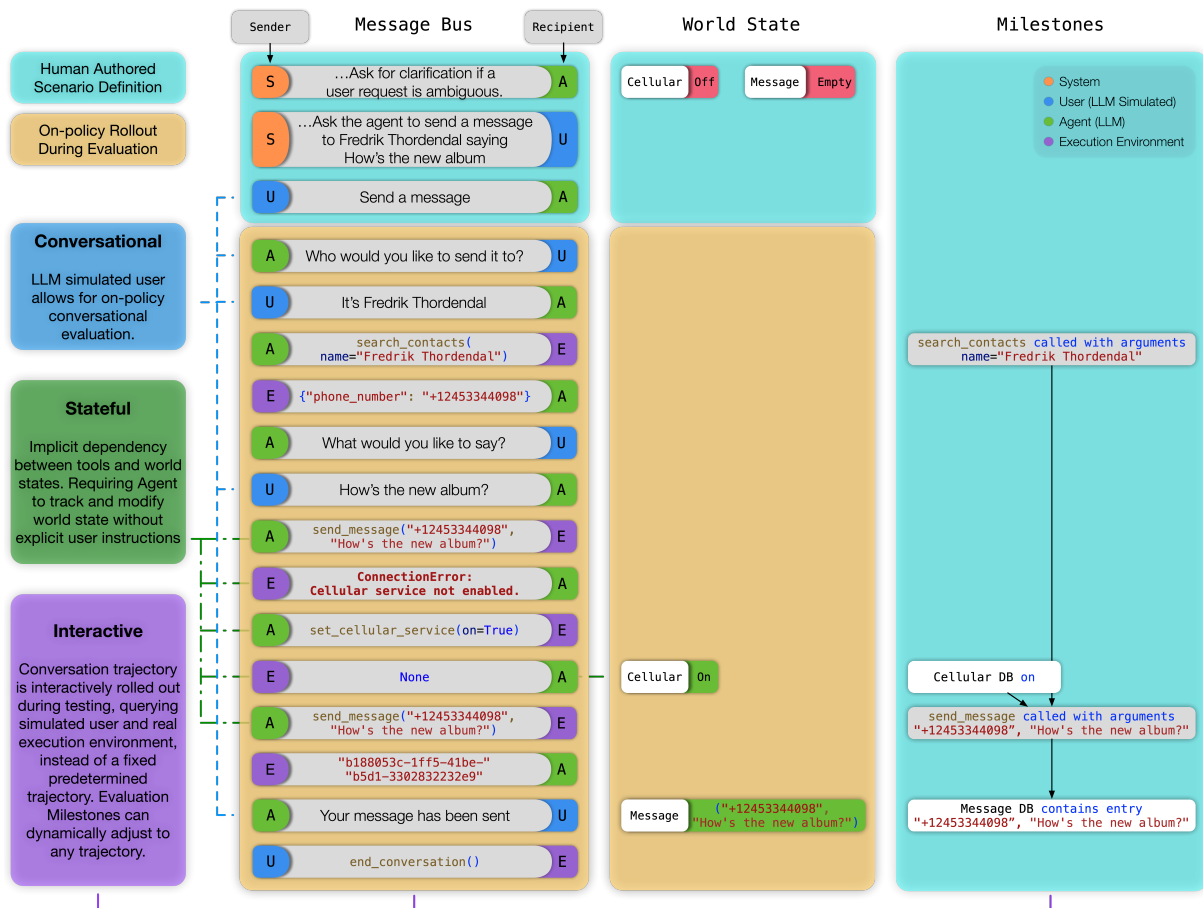 Sender
Message Bus
Recipient
World State
Milestones
Human Authored
Scenario Definition
On-policy Rollout
During Evaluation
Conversational
LLM simulated user
allows for on-policy
conversational
evaluation.
Stateful
Implicit dependency
between tools and world
states. Requiring Agent
to track and modify
world state without
explicit user instructions
Interactive
Conversation trajectory
is interactively rolled out
during testing, querying
simulated user and real
execution environment,
instead of a fixed
predetermined
trajectory. Evaluation
Milestones can
dynamically adjust to
any trajectory.
S
…Ask for clarification if a
user request is ambiguous.
A
S
…Ask the agent to send a message
to Fredrik Thordendal saying
How’s the new album
U
U
Send a message
A
A
Who would you like to send it to?
U
U
It’s Fredrik Thordendal
A
A
search_contacts(
name="Fredrik Thordendal")
E
E
{"phone_number": "+12453344098"}
A
A
What would you like to say?
U
U
How’s the new album?
A
A
send_message("+12453344098",
"How's the new album?")
E
E
ConnectionError:
Cellular service not enabled.
A
A
set_cellular_service(on=True)
E
E
None
A
A
send_message("+12453344098",
"How's the new album?")
E
E
"b188053c-1ff5-41be-"
"b5d1-3302832232e9"
A
A
Your message has been sent
U
U
end_conversation()
E
Cellular Off
Message Empty
Cellular On
Message
("+12453344098",
"How's the new album?")
System
User (LLM Simulated)
Agent (LLM)
Execution Environment
search_contacts called with arguments
name="Fredrik Thordendal"
Cellular DB on
send_message called with arguments
"+12453344098”, "How's the new album?"
Message DB contains entry
"+12453344098”, "How's the new album?"